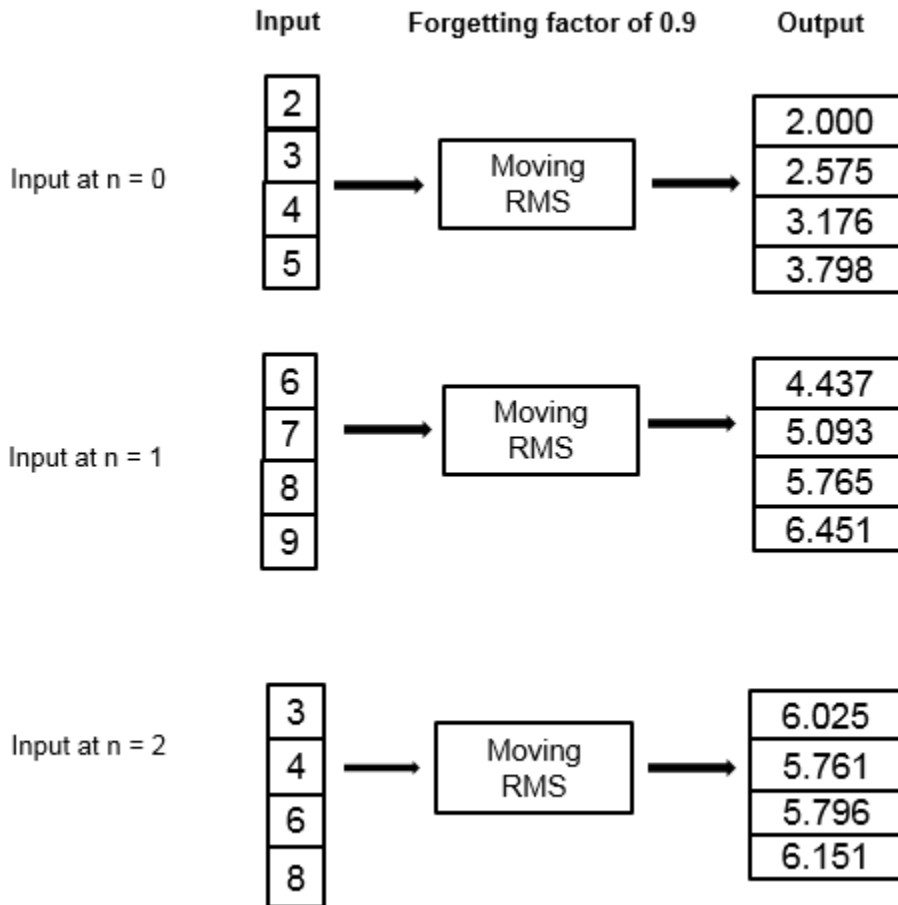 Input Forgetting factor of 0.9 Output
Input at n = 0
2
3
4
5
Moving
RMS
2.000
2.575
3.176
3.798
Input at n = 1
6
7
8
9
Moving
RMS
4.437
5.093
5.765
6.451
Input at n = 2
3
4
6
8
Moving
RMS
6.025
5.761
5.796
6.151